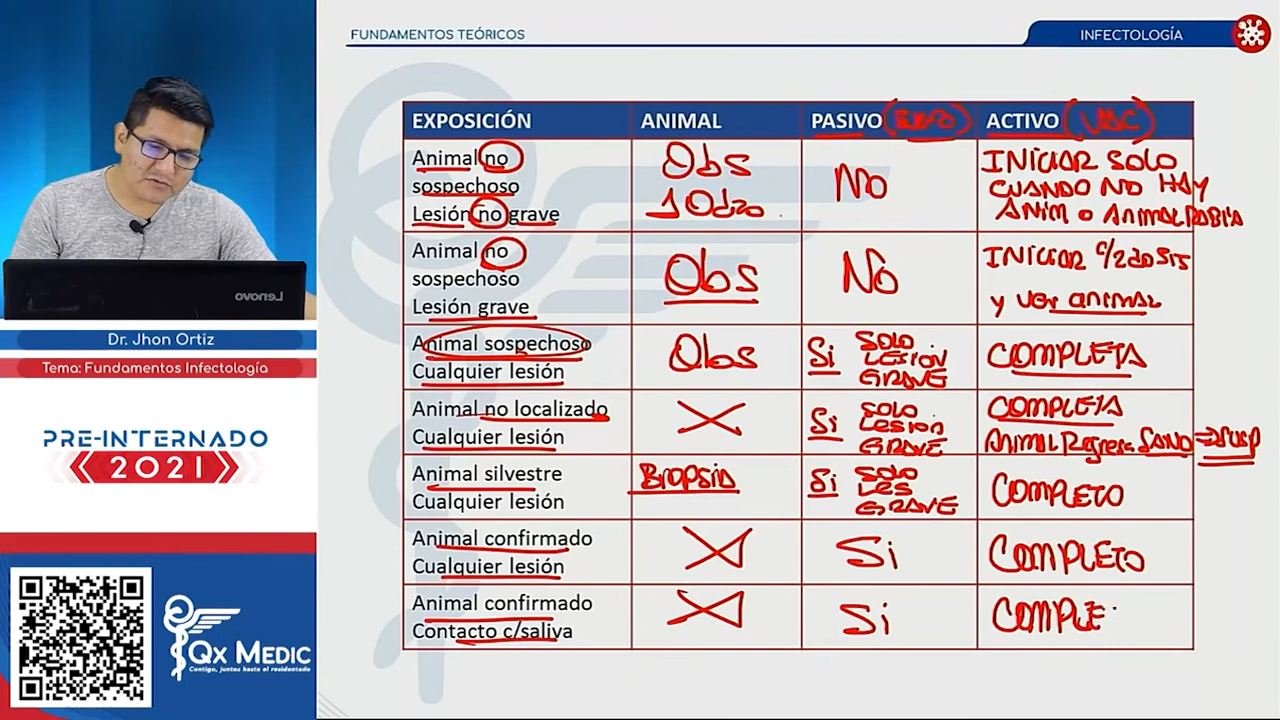 FUNDAMENTOS TEÓRICOS
INFECTOLOGÍA
EXPOSICIÓN ANIMAL PASIVO (SUERO) ACTIVO (VAC)
Animal no
sospechoso
Lesión no grave
Obs
10 dzo
No
INICIAR SOLO
CUANDO NO HAY
ANIM O ANIMAL RABIA
Animal no
sospechoso
Lesión grave
Obs
No
INICIAR c/2 dosis
y ver animal
Animal sospechoso
Cualquier lesión
Obs
Si SOLO
LESION
GRAVE
COMPLETA
Animal no localizado
Cualquier lesión
Si SOLO
LESION
GRAVE
COMPLETA
ANIMAL Regresa SANO => SUSP
Animal silvestre
Cualquier lesión
Biopsia
Si SOLO
LES
GRAVE
COMPLETO
Animal confirmado
Cualquier lesión
Si
COMPLETO
Animal confirmado
Contacto c/saliva
Si
COMPLE
Lenovo
Dr. Jhon Ortiz
Tema: Fundamentos Infectología
PRE-INTERNADO
2021
QX MEDIC
Contigo, juntos hasta el residentado